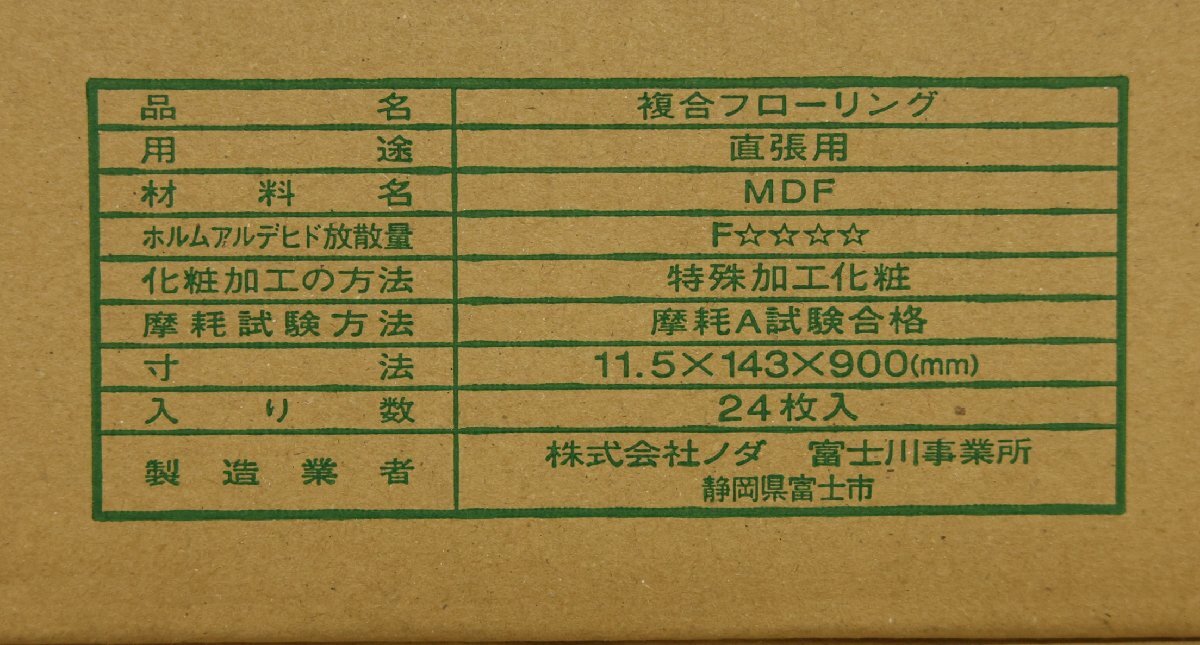 品名 複合フローリング
用途 直張用
材料名 MDF
ホルムアルデヒド放散量 F☆☆☆☆
化粧加工の方法 特殊加工化粧
摩耗試験方法 摩耗A試験合格
寸法 11.5×143×900(mm)
入り数 24枚入
製造業者 株式会社ノダ 富士川事業所
静岡県富士市